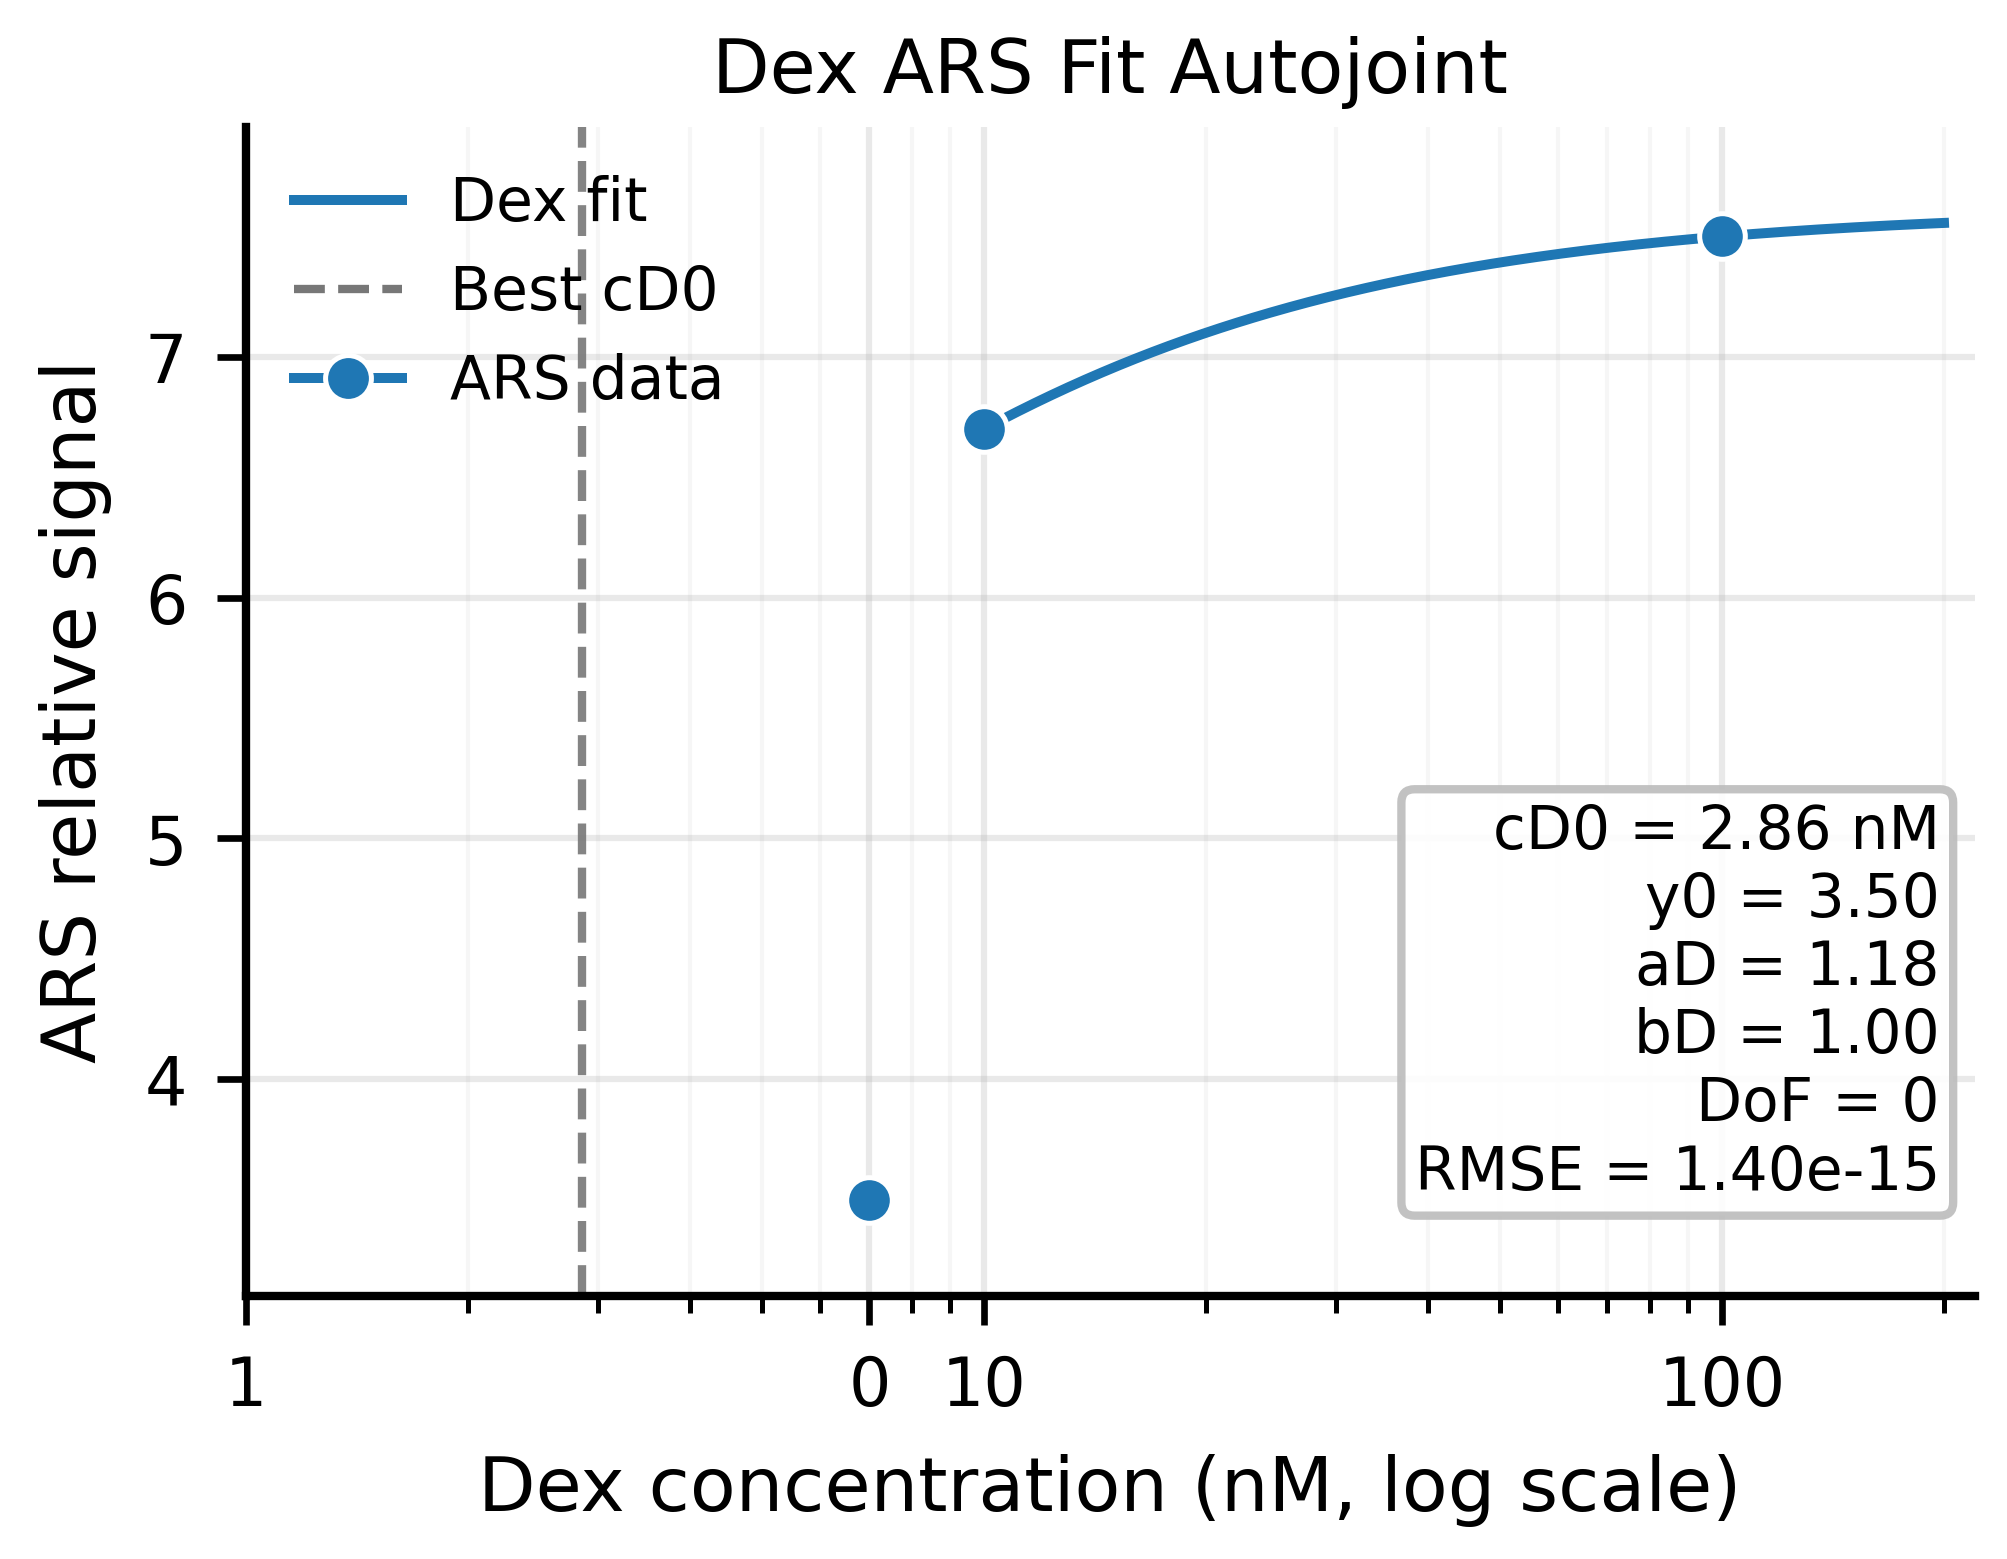 Dex ARS Fit Autojoint
Dex fit
Best cD0
ARS data
7
6
5
4
ARS relative signal
cD0 = 2.86 nM
y0 = 3.50
aD = 1.18
bD = 1.00
DoF = 0
RMSE = 1.40e-15
1 0 10 100
Dex concentration (nM, log scale)